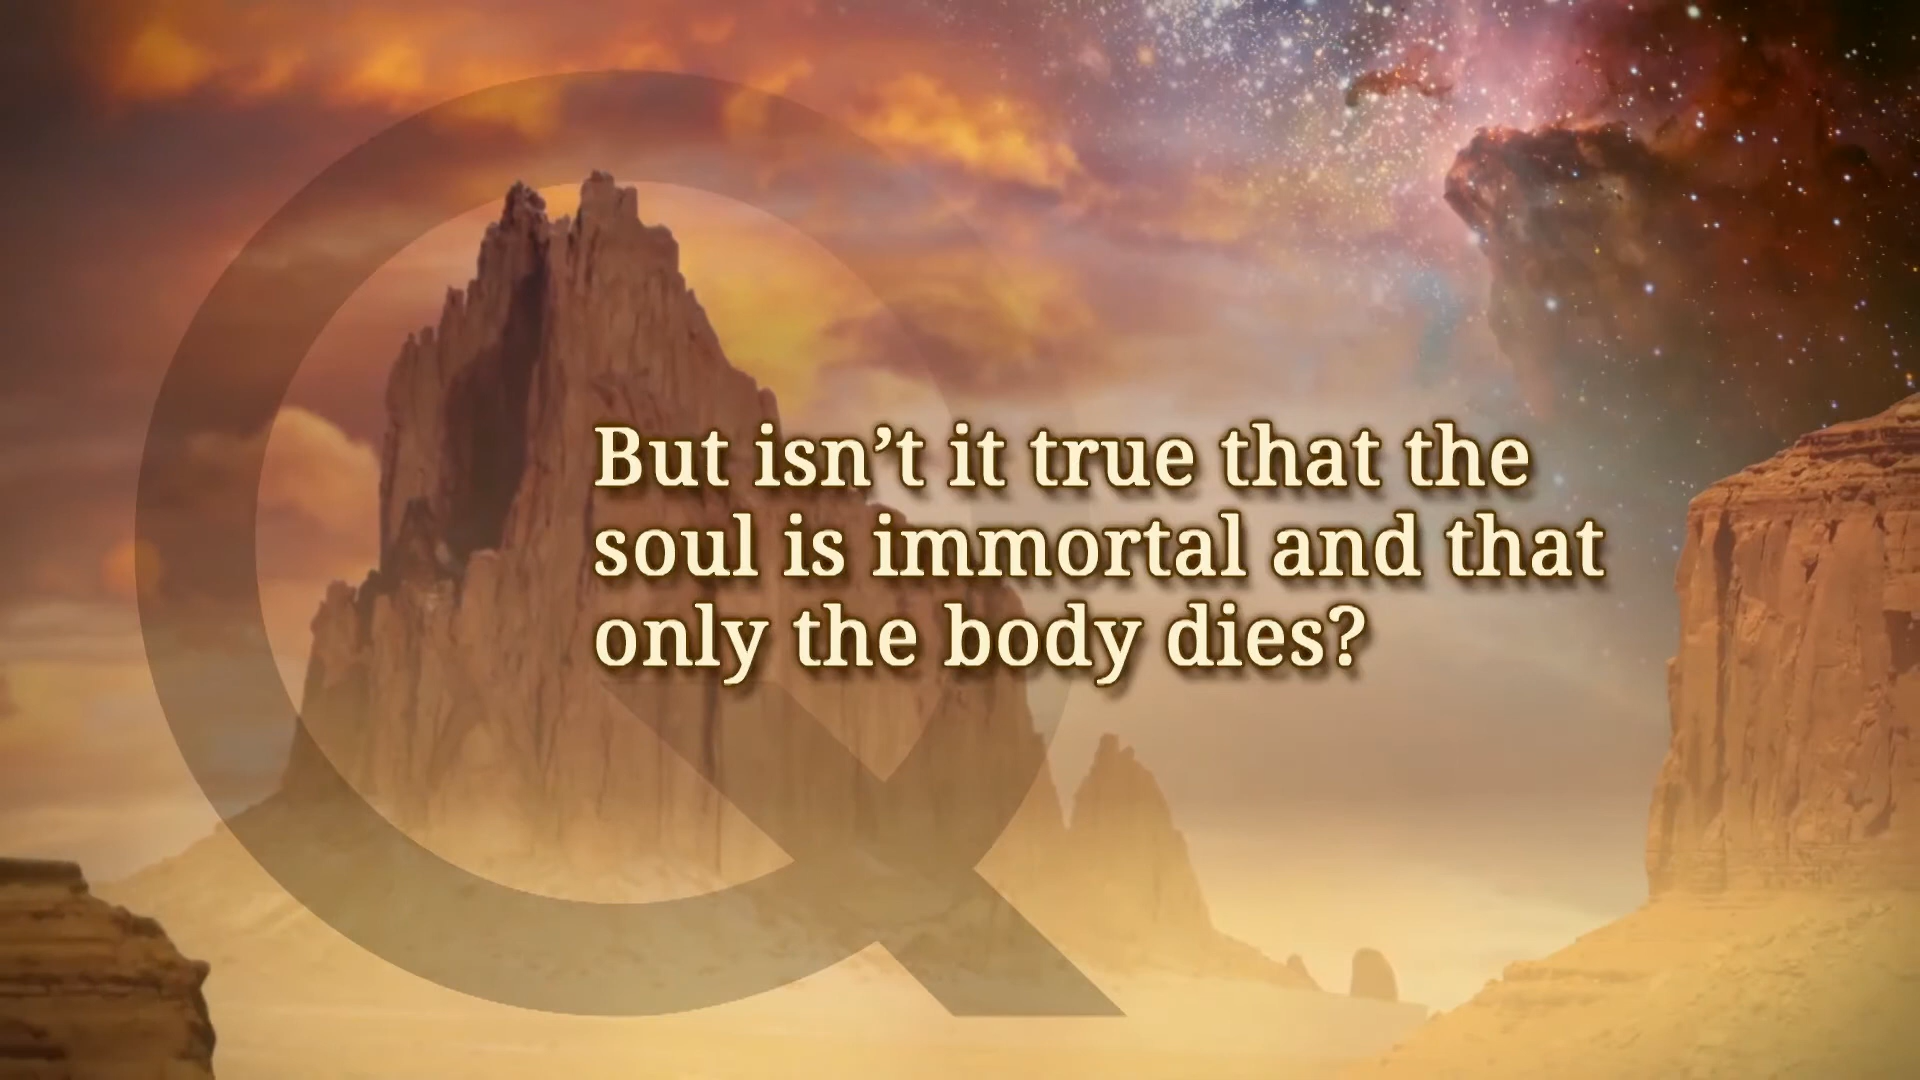 Q
But isn’t it true that the
soul is immortal and that
only the body dies?